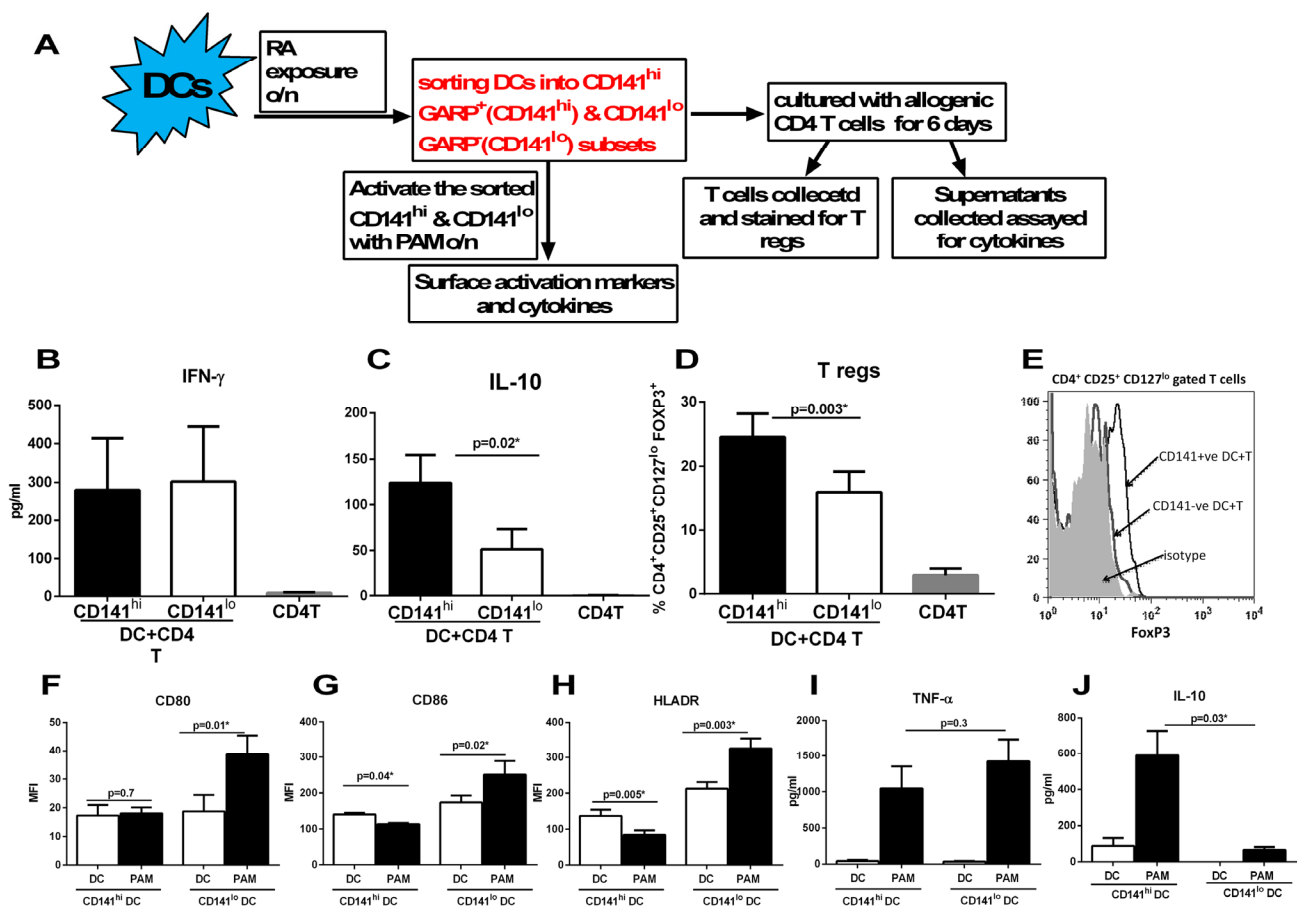 A
DCs
RA
exposure
o/n
sorting DCs into CD141hi
GARP+(CD141hi) & CD141lo
GARP-(CD141lo) subsets
cultured with allogenic
CD4 T cells for 6 days
Activate the sorted
CD141hi & CD141lo
with PAM o/n
T cells collecetd
and stained for T
regs
Supernatants
collected assayed
for cytokines
Surface activation markers
and cytokines
B
IFN-γ
pg/ml
500
400
300
200
100
0
CD141hi
CD141lo
CD4T
DC+CD4
T
C
IL-10
200
150
100
50
0
p=0.02*
CD141hi
CD141lo
CD4T
DC+CD4 T
D
T regs
% CD4+CD25+CD127lo FOXP3+
30
20
10
0
p=0.003*
CD141hi
CD141lo
CD4T
DC+CD4 T
E
CD4+ CD25+ CD127lo gated T cells
100
80
60
40
20
0
CD141+ve DC+T
CD141-ve DC+T
isotype
100
101
102
103
104
FoxP3
F
CD80
MFI
50
40
30
20
10
0
p=0.7
p=0.01*
DC
PAM
DC
PAM
CD141hi DC
CD141lo DC
G
CD86
MFI
400
300
200
100
0
p=0.04*
p=0.02*
DC
PAM
DC
PAM
CD141hi DC
CD141lo DC
H
HLADR
MFI
400
300
200
100
0
p=0.005*
p=0.003*
DC
PAM
DC
PAM
CD141hi DC
CD141lo DC
I
TNF-α
pg/ml
2000
1500
1000
500
0
p=0.3
DC
PAM
DC
PAM
CD141hi DC
CD141lo DC
J
IL-10
pg/ml
800
600
400
200
0
p=0.03*
DC
PAM
DC
PAM
CD141hi DC
CD141lo DC